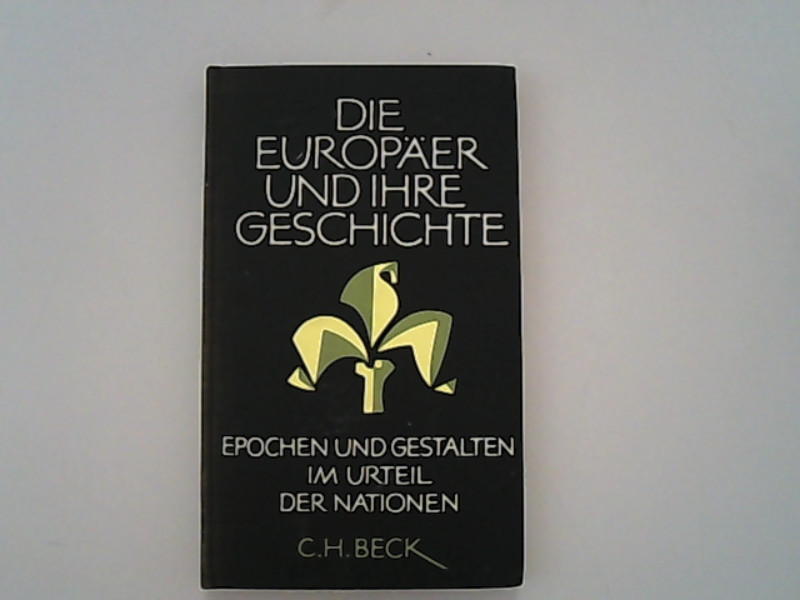 DIE
EUROPÄER
UND IHRE
GESCHICHTE
EPOCHEN UND GESTALTEN
IM URTEIL
DER NATIONEN
C.H. BECK